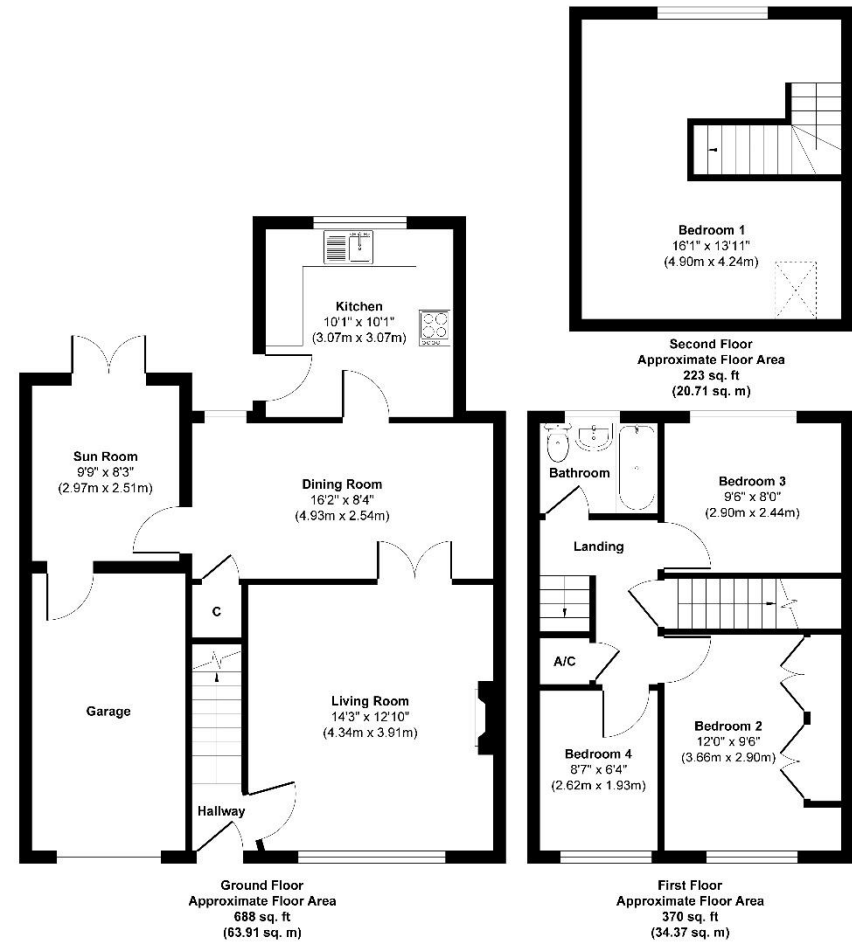 Bedroom 1
16'1" x 13'11"
(4.90m x 4.24m)
Second Floor
Approximate Floor Area
223 sq. ft
(20.71 sq. m)
Kitchen
10'1" x 10'1"
(3.07m x 3.07m)
Sun Room
9'9" x 8'3"
(2.97m x 2.51m)
Dining Room
16'2" x 8'4"
(4.93m x 2.54m)
C
Garage
Living Room
14'3" x 12'10"
(4.34m x 3.91m)
Hallway
Ground Floor
Approximate Floor Area
688 sq. ft
(63.91 sq. m)
Bathroom
Bedroom 3
9'6" x 8'0"
(2.90m x 2.44m)
Landing
A/C
Bedroom 2
12'0" x 9'6"
(3.66m x 2.90m)
Bedroom 4
8'7" x 6'4"
(2.62m x 1.93m)
First Floor
Approximate Floor Area
370 sq. ft
(34.37 sq. m)